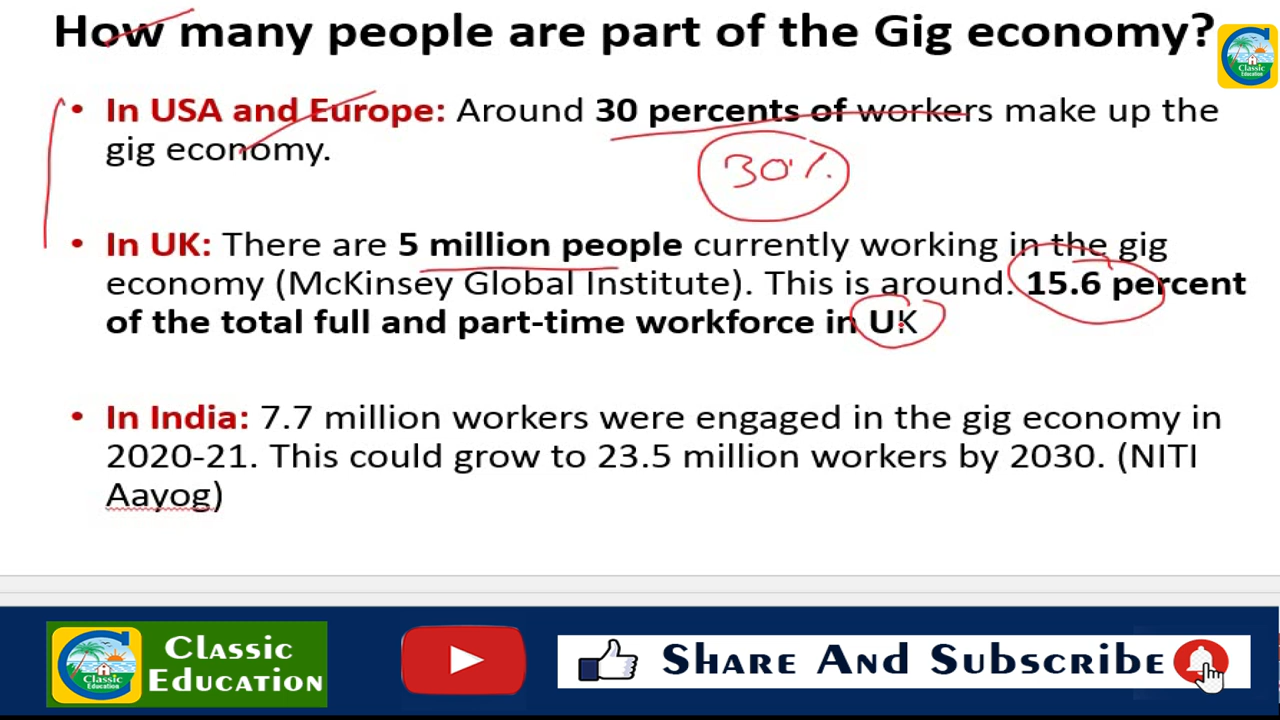 How many people are part of the Gig economy?
Classic
Education
• In USA and Europe: Around 30 percents of workers make up the
gig economy.
30%
• In UK: There are 5 million people currently working in the gig
economy (McKinsey Global Institute). This is around. 15.6 percent
of the total full and part-time workforce in UK
• In India: 7.7 million workers were engaged in the gig economy in
2020-21. This could grow to 23.5 million workers by 2030. (NITI
Aayog)
Classic
Education
Classic
Education
Share And Subscribe